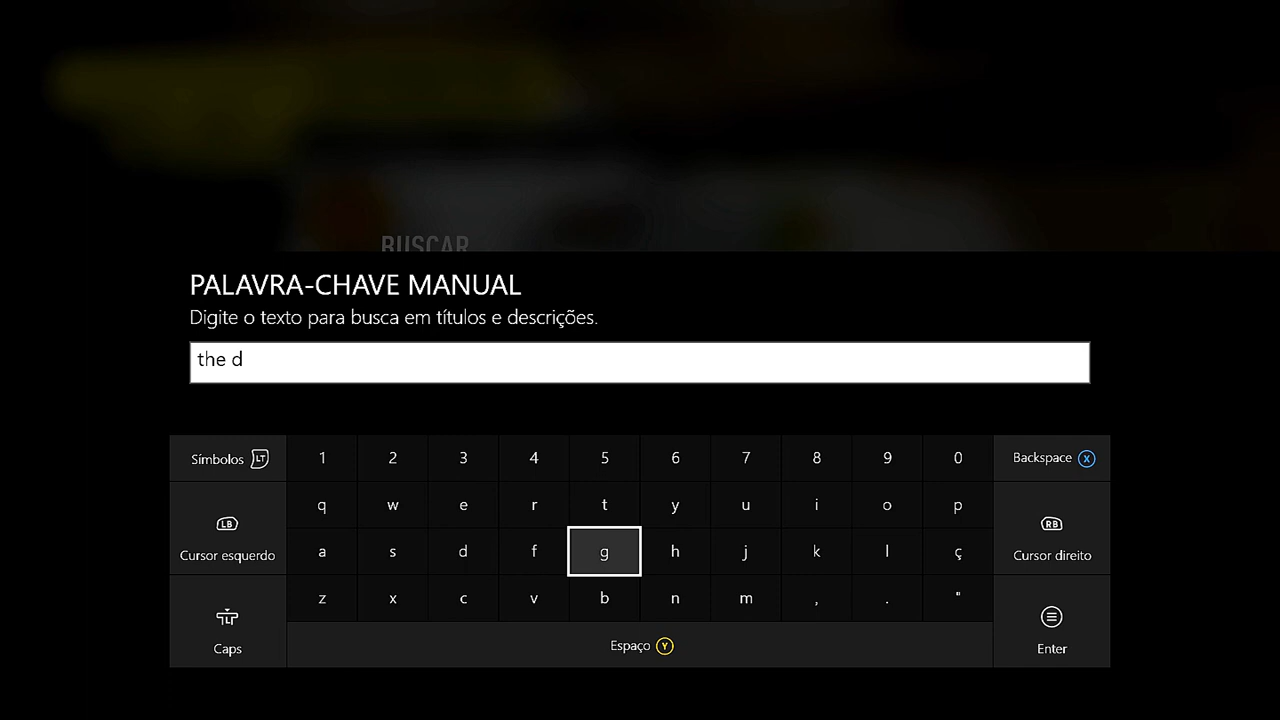 BUSCAR
PALAVRA-CHAVE MANUAL
Digite o texto para busca em títulos e descrições.
the d
Símbolos LT 1 2 3 4 5 6 7 8 9 0 Backspace X
q w e r t y u i o p
LB RB
Cursor esquerdo a s d f g h j k l ç Cursor direito
z x c v b n m , . "
LT
Caps Espaço Y Enter